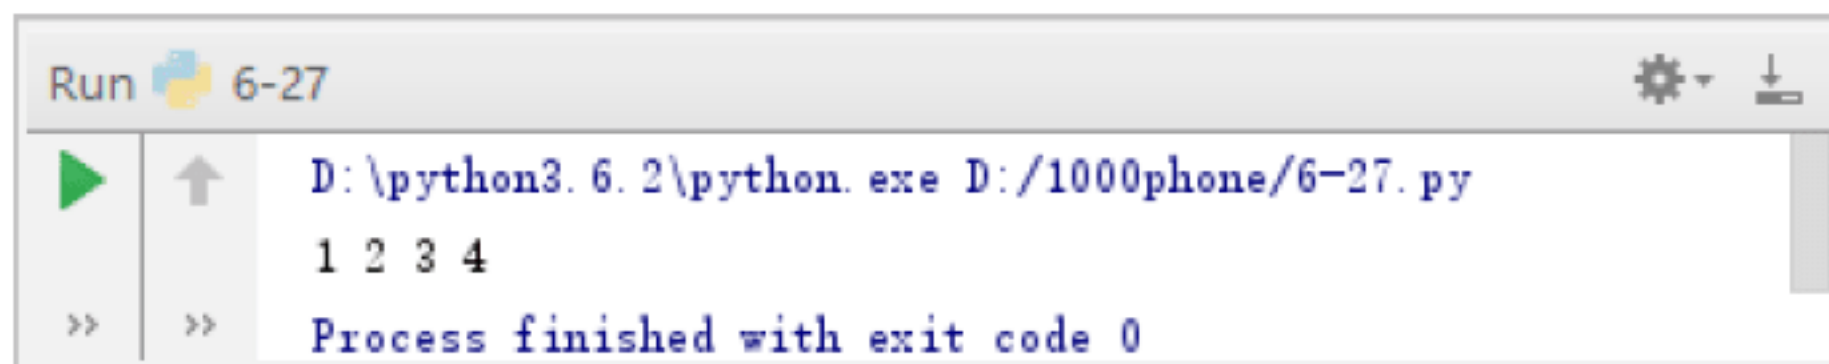 Run 6-27
D:\python3.6.2\python.exe D:/1000phone/6-27.py
1 2 3 4
Process finished with exit code 0